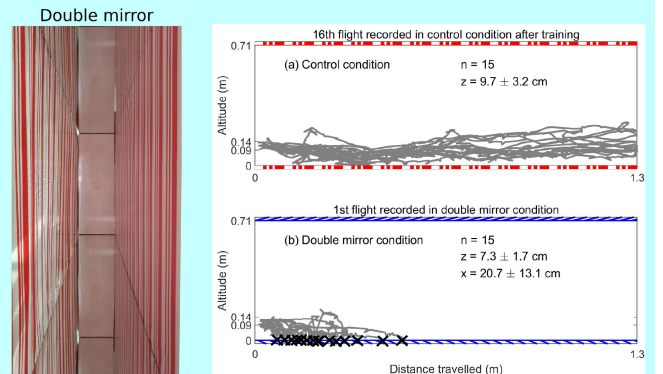 Double mirror
16th flight recorded in control condition after training
0.71
(a) Control condition
n = 15
z = 9.7 ± 3.2 cm
Altitude (m)
0.14
0.09
0
0
1.3
1st flight recorded in double mirror condition
0.71
(b) Double mirror condition
n = 15
z = 7.3 ± 1.7 cm
x = 20.7 ± 13.1 cm
Altitude (m)
0.14
0.09
0
0
1.3
Distance travelled (m)